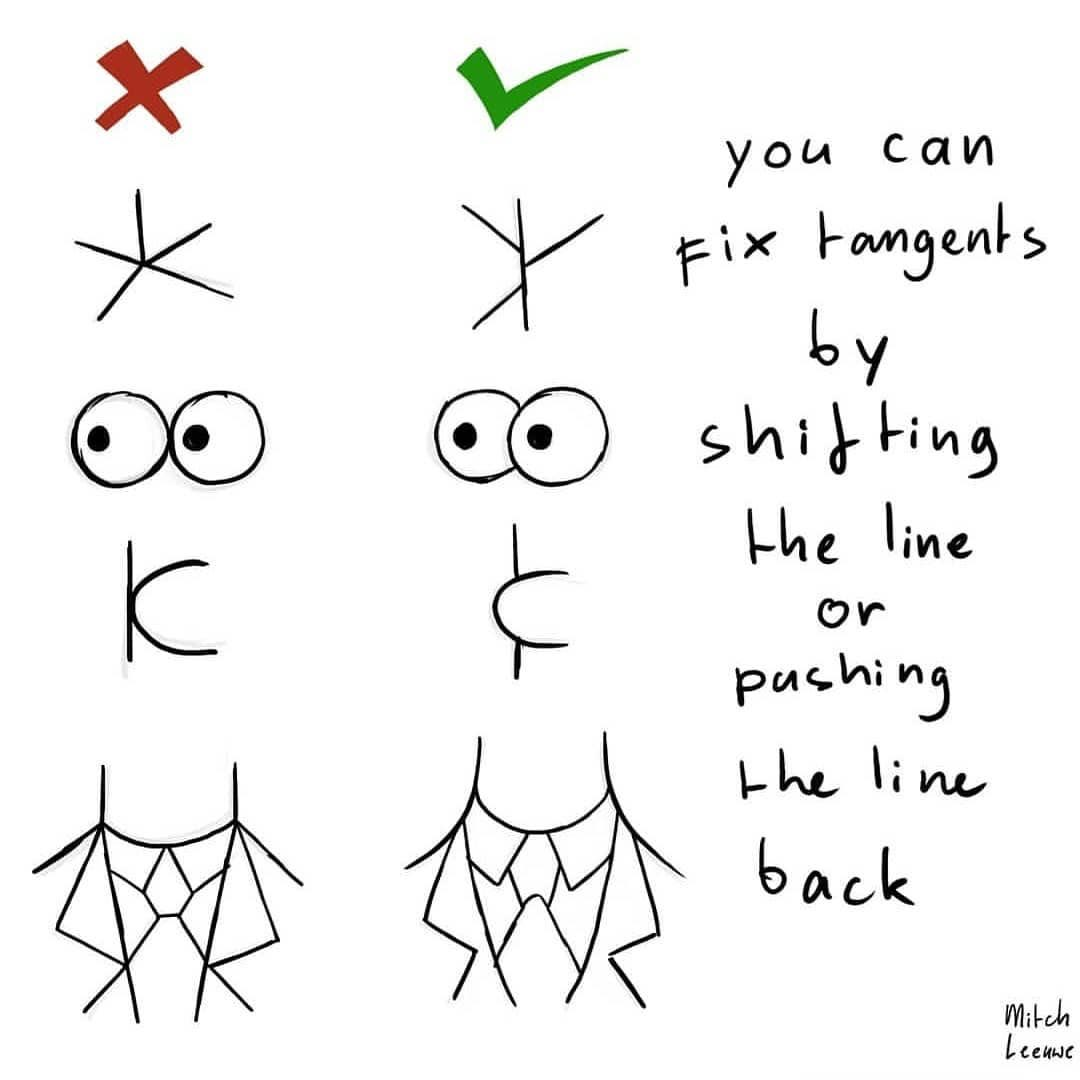 you can
Fix tangents
by
shifting
the line
or
pushing
the line
back
Mitch
Leeuwe